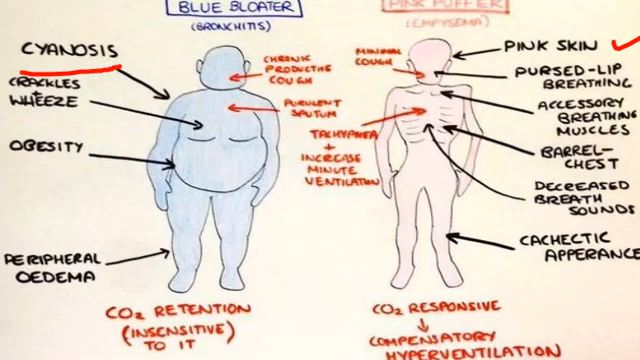 BLUE BLOATER
(BRONCHITIS)
CYANOSIS
CRACKLES
WHEEZE
OBESITY
PERIPHERAL
OEDEMA
CHRONIC
PRODUCTIVE
COUGH
PURULENT
SPUTUM
CO₂ RETENTION
(INSENSITIVE)
TO IT
PINK PUFFER
(EMPYSEMA)
MINIMAL
COUGH
TACHYPNEA
+
INCREASE
MINUTE
VENTILATION
PINK SKIN
PURSED-LIP
BREATHING
ACCESSORY
BREATHING
MUSCLES
BARREL-
CHEST
DECREASED
BREATH
SOUNDS
CACHECTIC
APPERANCE
CO₂ RESPONSIVE
COMPENSATORY
HYPERVENTILATION